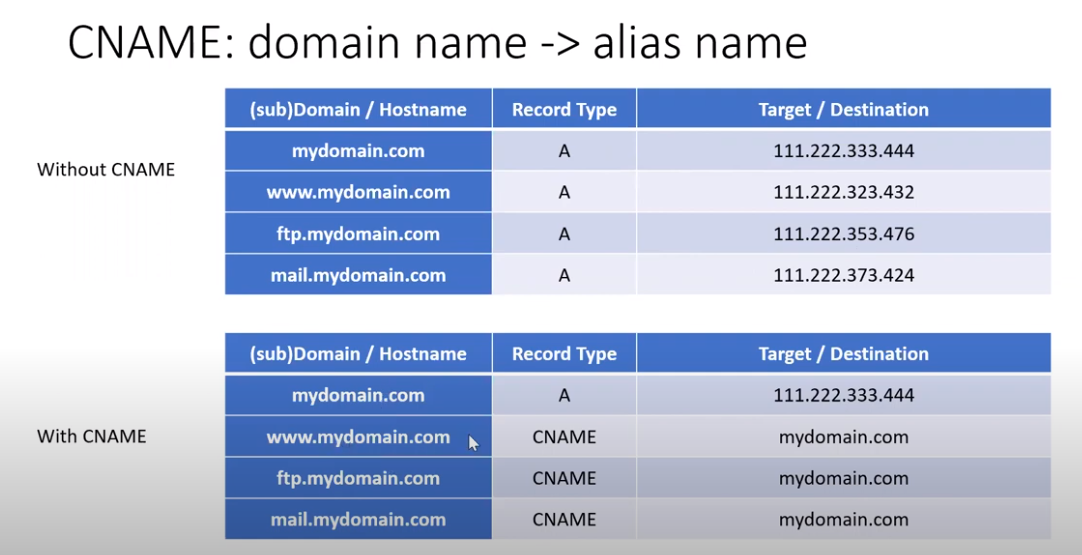 CNAME: domain name -> alias name
(sub)Domain / Hostname Record Type Target / Destination
Without CNAME
mydomain.com A 111.222.333.444
www.mydomain.com A 111.222.323.432
ftp.mydomain.com A 111.222.353.476
mail.mydomain.com A 111.222.373.424
(sub)Domain / Hostname Record Type Target / Destination
mydomain.com A 111.222.333.444
With CNAME
www.mydomain.com CNAME mydomain.com
ftp.mydomain.com CNAME mydomain.com
mail.mydomain.com CNAME mydomain.com